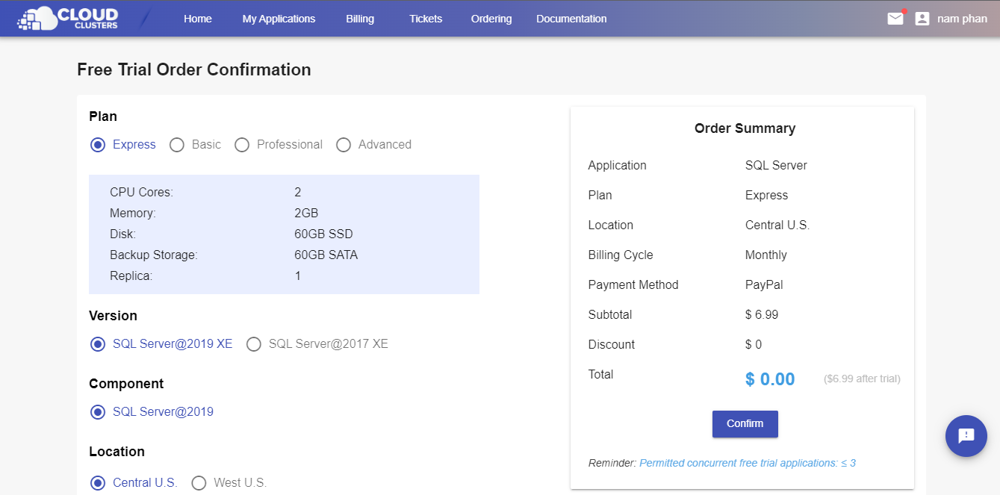 CLOUD
CLUSTERS
Home My Applications Billing Tickets Ordering Documentation nam phan
Free Trial Order Confirmation
Plan
Express Basic Professional Advanced
CPU Cores: 2
Memory: 2GB
Disk: 60GB SSD
Backup Storage: 60GB SATA
Replica: 1
Version
SQL Server@2019 XE SQL Server@2017 XE
Component
SQL Server@2019
Location
Central U.S. West U.S.
Order Summary
Application SQL Server
Plan Express
Location Central U.S.
Billing Cycle Monthly
Payment Method PayPal
Subtotal $ 6.99
Discount $ 0
Total $ 0.00 ($6.99 after trial)
Confirm
Reminder: Permitted concurrent free trial applications: ≤ 3